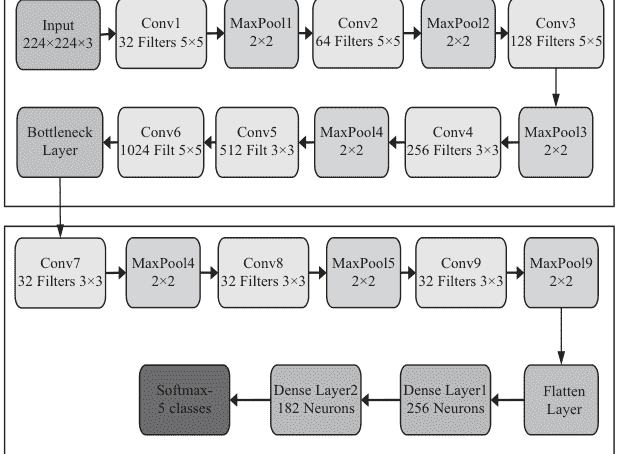 Input
224×224×3
Conv1
32 Filters 5×5
MaxPool1
2×2
Conv2
64 Filters 5×5
MaxPool2
2×2
Conv3
128 Filters 5×5
Bottleneck
Layer
Conv6
1024 Filt 5×5
Conv5
512 Filt 3×3
MaxPool4
2×2
Conv4
256 Filters 3×3
MaxPool3
2×2
Conv7
32 Filters 3×3
MaxPool4
2×2
Conv8
32 Filters 3×3
MaxPool5
2×2
Conv9
32 Filters 3×3
MaxPool9
2×2
Softmax-
5 classes
Dense Layer2
182 Neurons
Dense Layer1
256 Neurons
Flatten
Layer